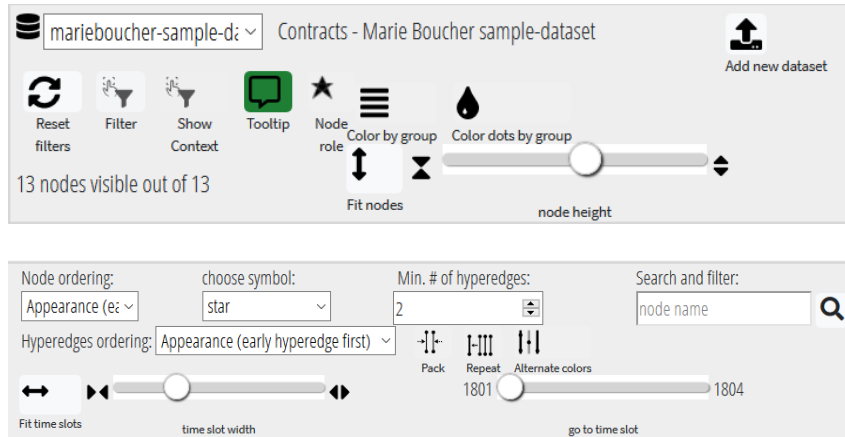 marieboucher-sample-da
Contracts - Marie Boucher sample-dataset
Add new dataset
Reset filters
Filter
Show Context
Tooltip
Node role
Color by group
Color dots by group
13 nodes visible out of 13
Fit nodes
node height
Node ordering:
choose symbol:
Min. # of hyperedges:
Search and filter:
Appearance (ea
star
2
node name
Hyperedges ordering:
Appearance (early hyperedge first)
Pack
Repeat
Alternate colors
1801
1804
Fit time slots
time slot width
go to time slot